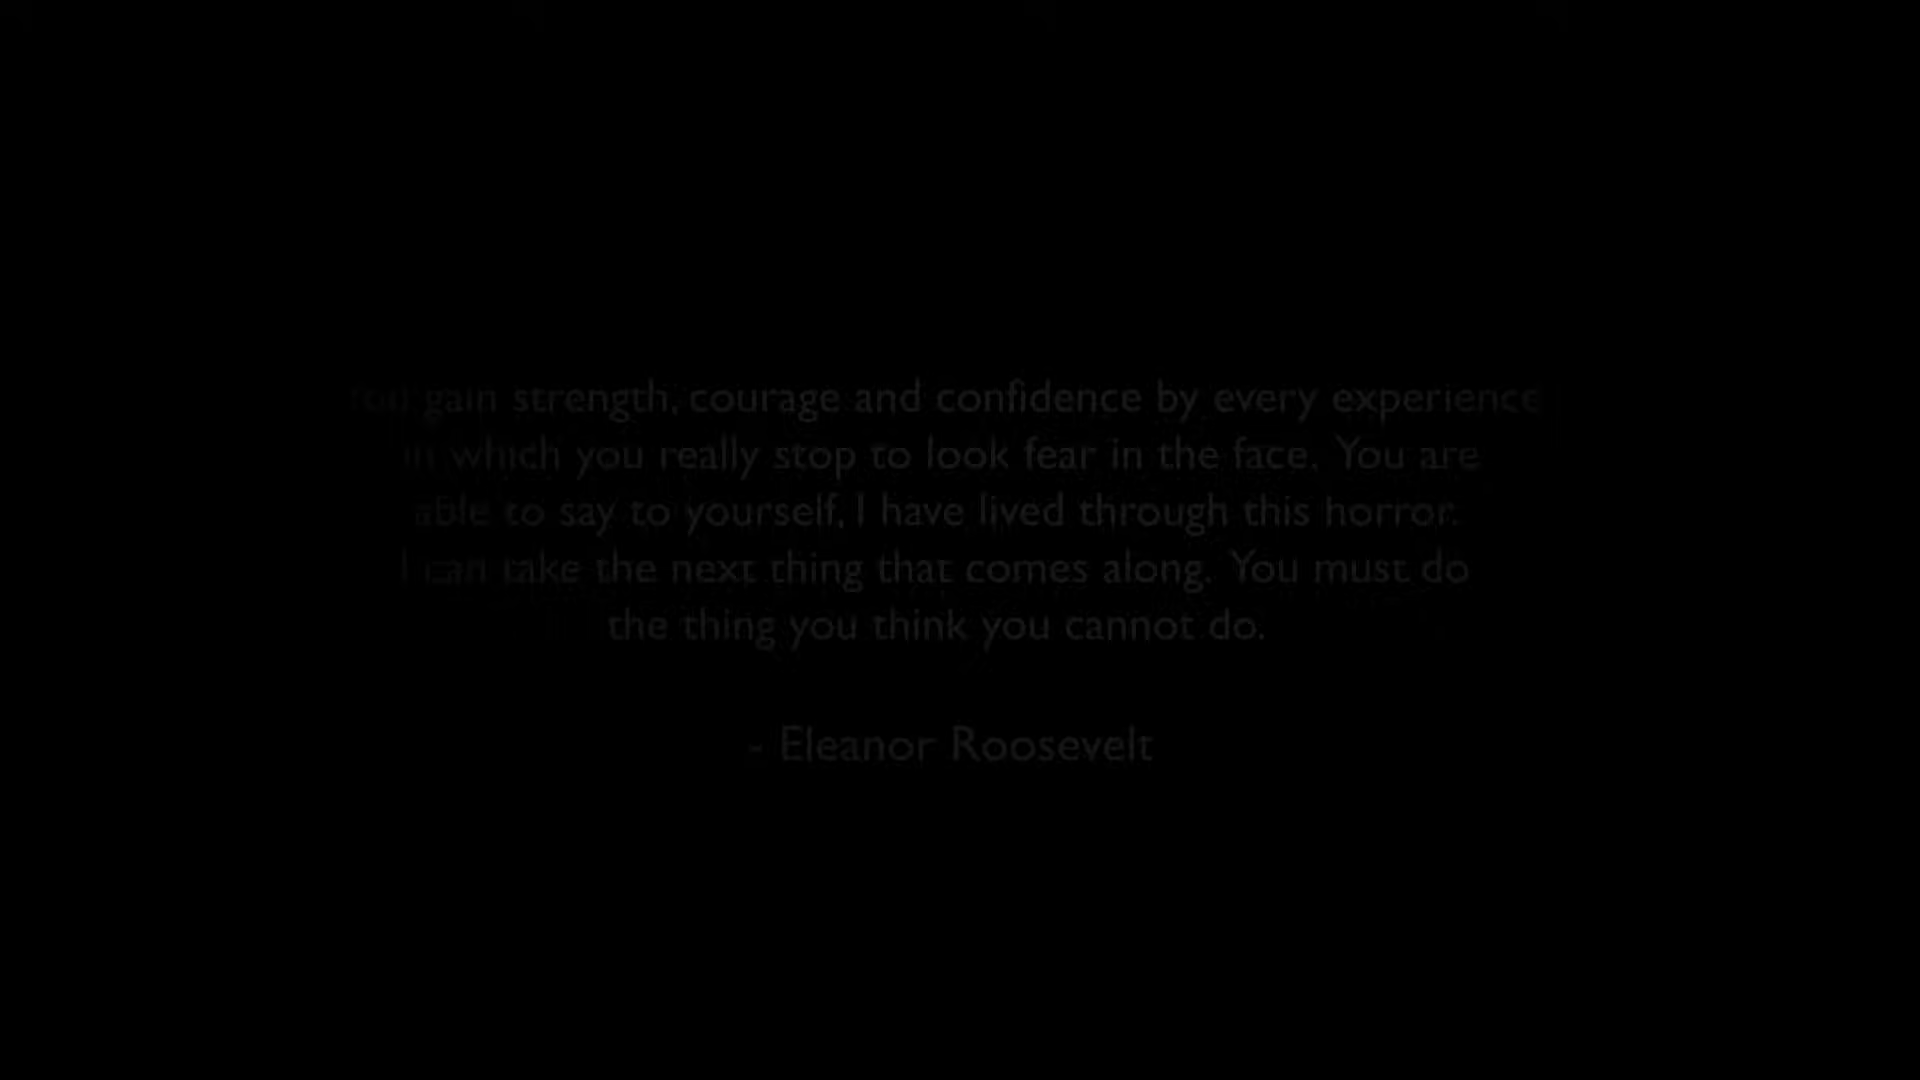 You gain strength, courage and confidence by every experience
in which you really stop to look fear in the face. You are
able to say to yourself, I have lived through this horror.
I can take the next thing that comes along. You must do
the thing you think you cannot do.
- Eleanor Roosevelt